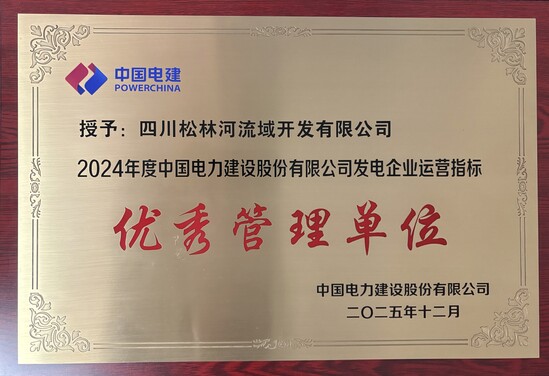 中国电建
POWERCHINA
授予：四川松林河流域开发有限公司
2024年度中国电力建设股份有限公司发电企业运营指标
优秀管理单位
中国电力建设股份有限公司
二〇二五年十二月